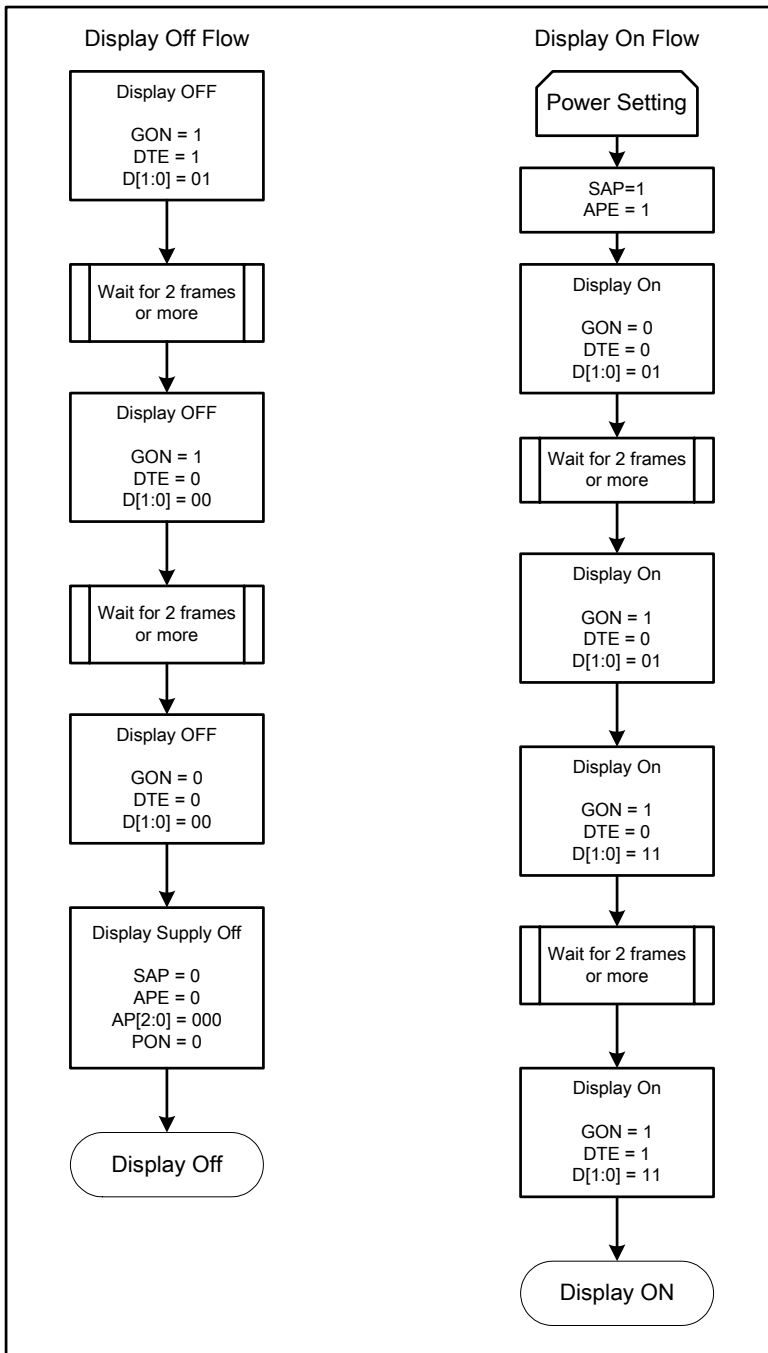 Display Off Flow
Display OFF
GON = 1
DTE = 1
D[1:0] = 01
Wait for 2 frames
or more
Display OFF
GON = 1
DTE = 0
D[1:0] = 00
Wait for 2 frames
or more
Display OFF
GON = 0
DTE = 0
D[1:0] = 00
Display Supply Off
SAP = 0
APE = 0
AP[2:0] = 000
PON = 0
Display Off
Display On Flow
Power Setting
SAP=1
APE = 1
Display On
GON = 0
DTE = 0
D[1:0] = 01
Wait for 2 frames
or more
Display On
GON = 1
DTE = 0
D[1:0] = 01
Display On
GON = 1
DTE = 0
D[1:0] = 11
Wait for 2 frames
or more
Display On
GON = 1
DTE = 1
D[1:0] = 11
Display ON